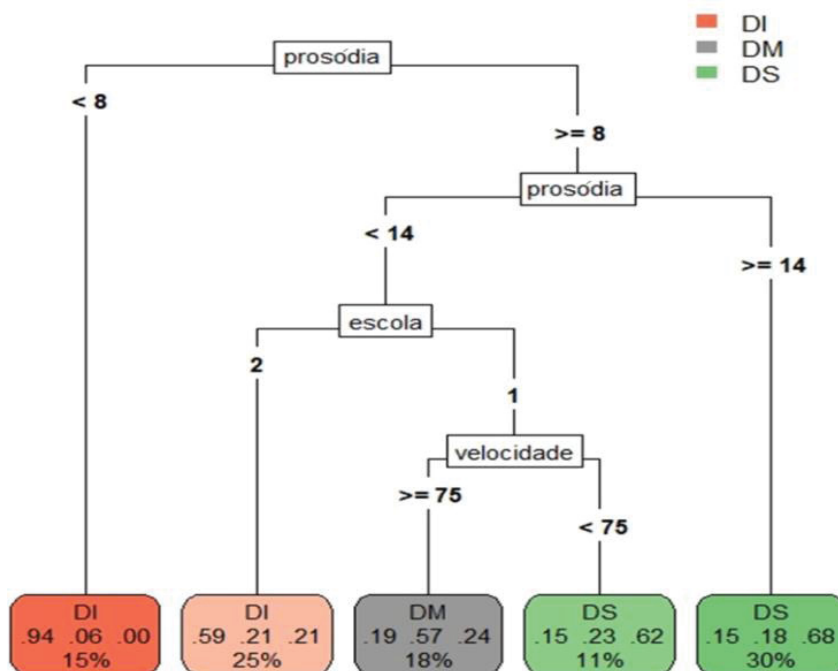 DI
DM
DS
prosódia
< 8
>= 8
prosódia
< 14
>= 14
escola
2
1
velocidade
>= 75
< 75
DI
.94 .06 .00
15%
DI
.59 .21 .21
25%
DM
.19 .57 .24
18%
DS
.15 .23 .62
11%
DS
.15 .18 .68
30%